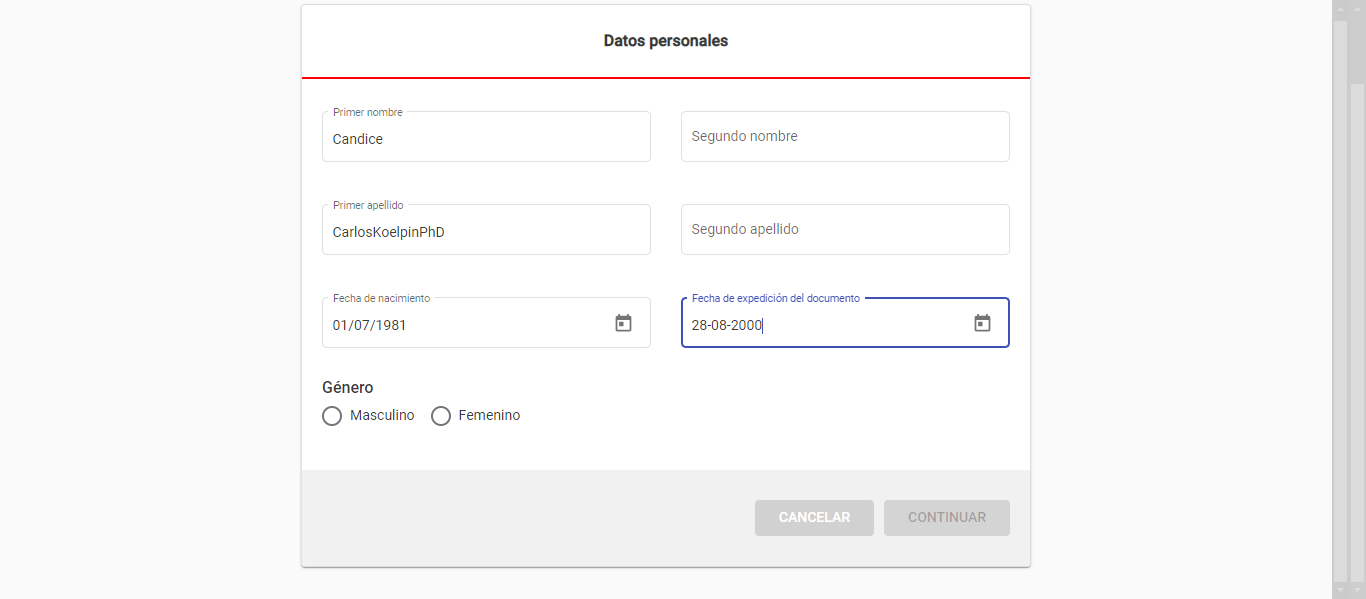 Datos personales
Primer nombre
Candice
Segundo nombre
Primer apellido
CarlosKoelpinPhD
Segundo apellido
Fecha de nacimiento
01/07/1981
Fecha de expedición del documento
28-08-2000
Género
Masculino Femenino
CANCELAR CONTINUAR